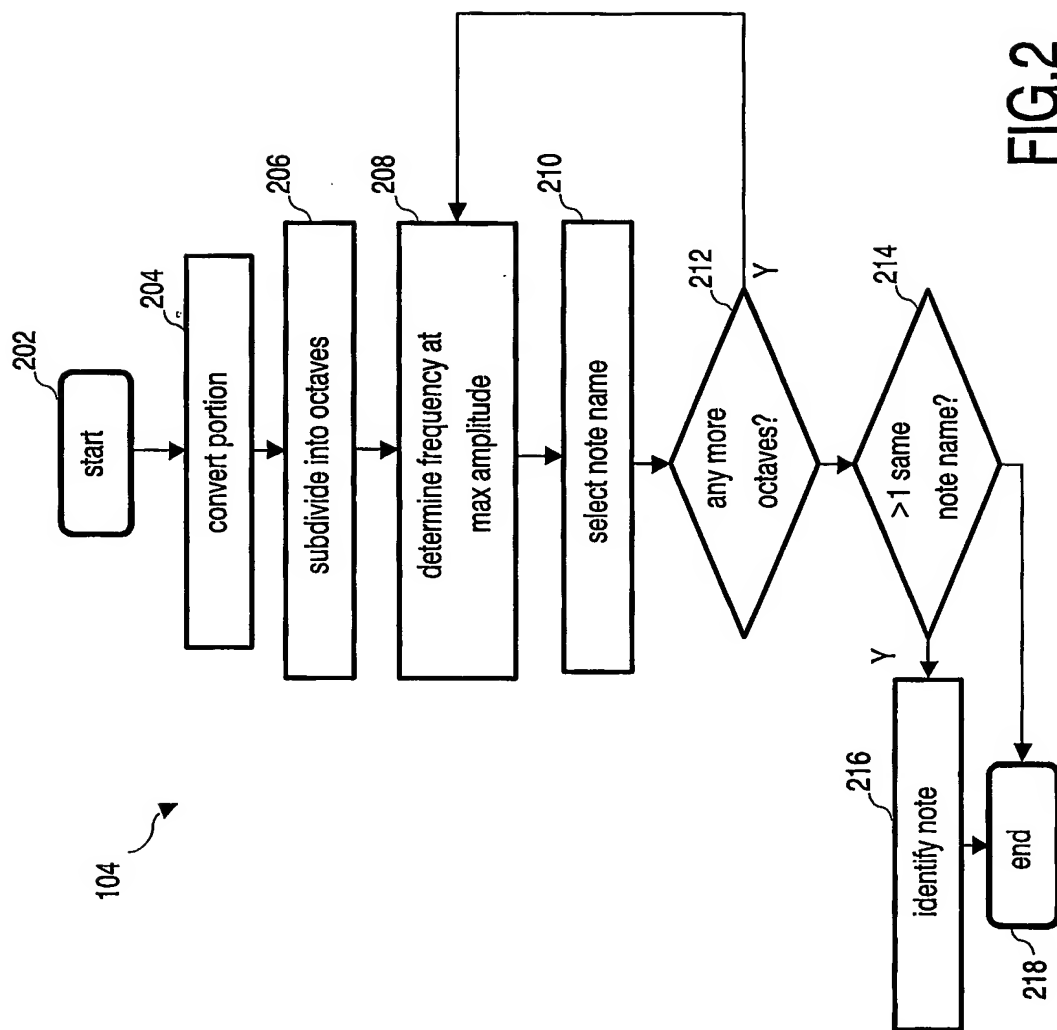 104
202
start
204
convert portion
206
subdivide into octaves
208
determine frequency at
max amplitude
210
select note name
212
any more
octaves?
Y
214
>1 same
note name?
Y
216
identify note
218
end
FIG.2